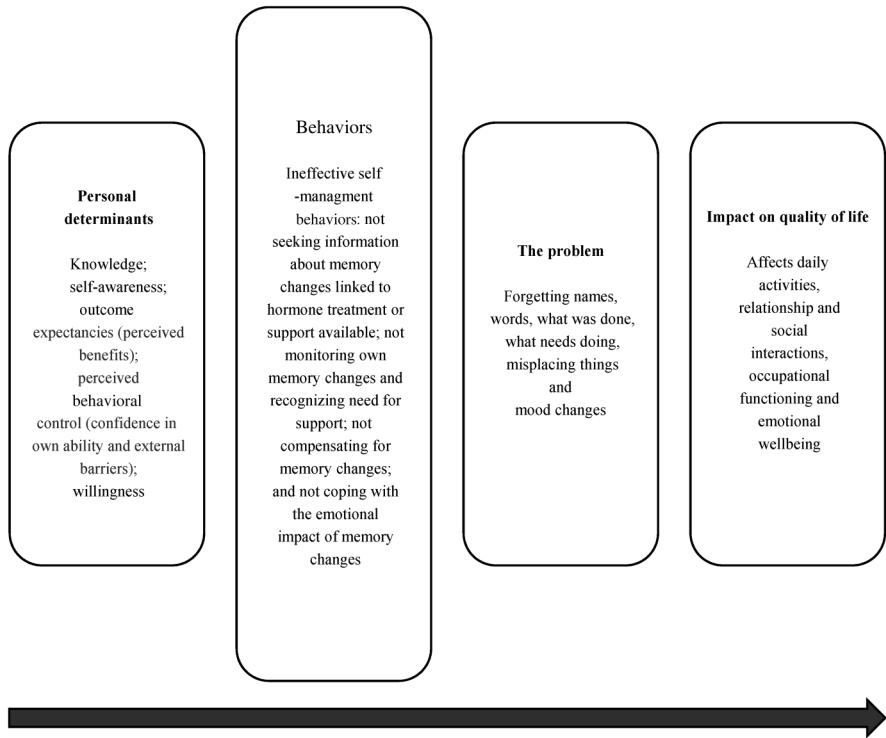 Personal
determinants
Knowledge;
self-awareness;
outcome
expectancies (perceived
benefits);
perceived
behavioral
control (confidence in
own ability and external
barriers);
willingness
Behaviors
Ineffective self
-managment
behaviors: not
seeking information
about memory
changes linked to
hormone treatment or
support available; not
monitoring own
memory changes and
recognizing need for
support; not
compensating for
memory changes;
and not coping with
the emotional
impact of memory
changes
The problem
Forgetting names,
words, what was done,
what needs doing,
misplacing things
and
mood changes
Impact on quality of life
Affects daily
activities,
relationship and
social
interactions,
occupational
functioning and
emotional
wellbeing